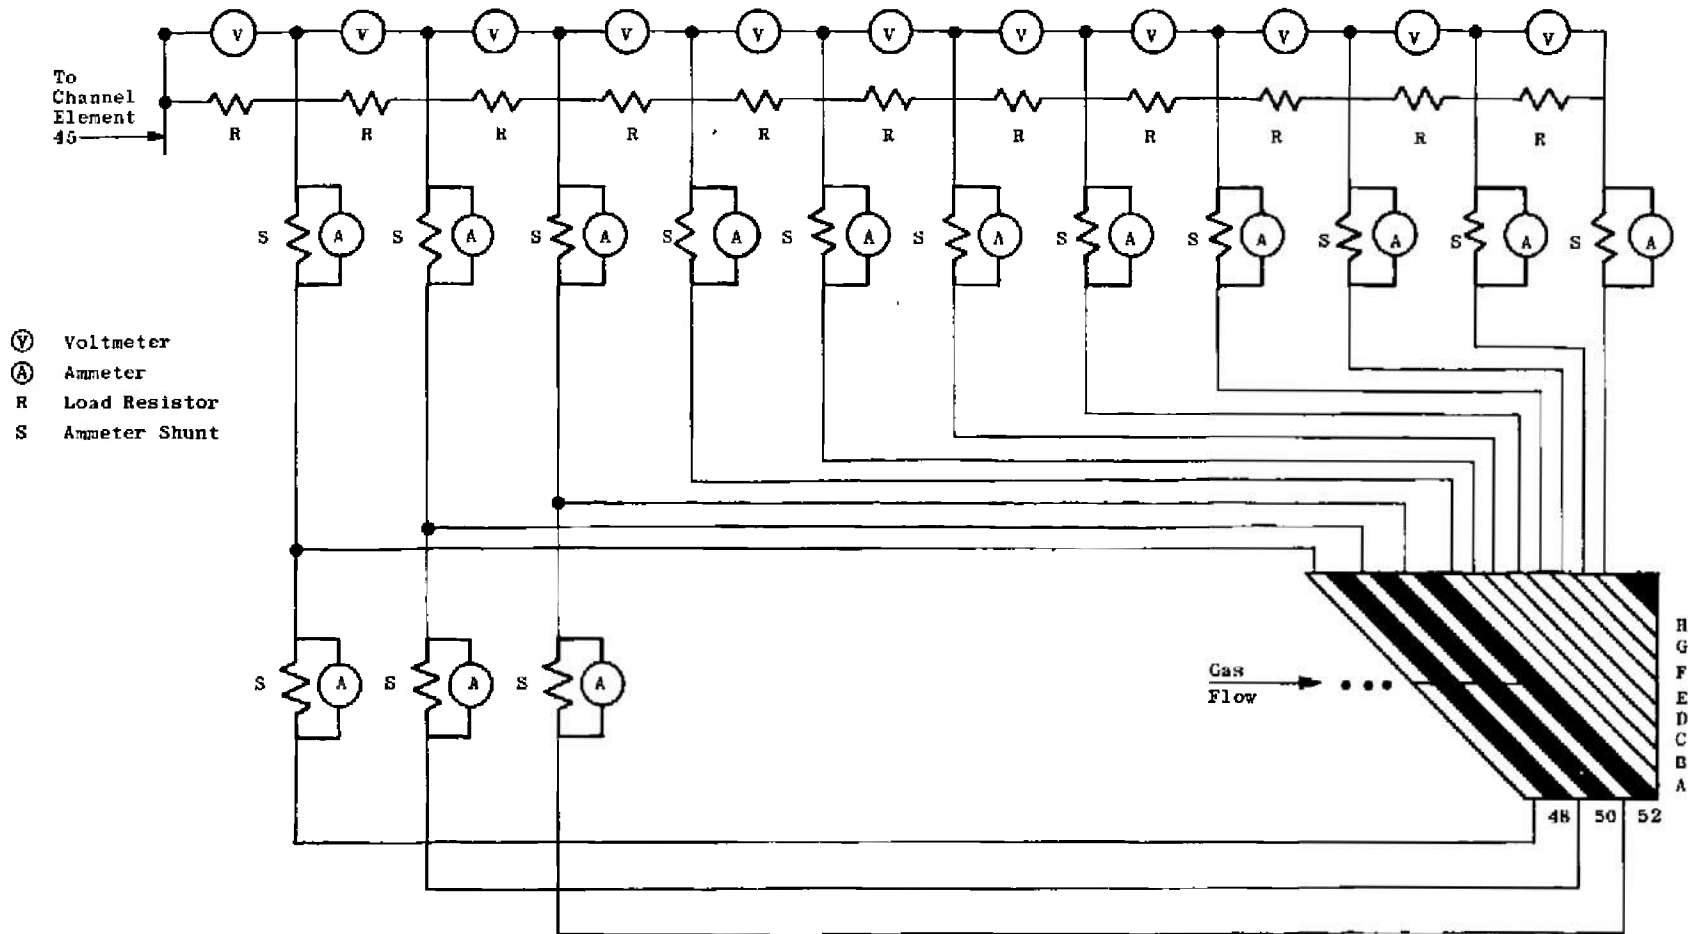 V V V V V V V V V V V
To
Channel
Element
45
R R R R R R R R R R R
S A S A S A S A S A S A S A S A S A S A S A
V Voltmeter
A Ammeter
R Load Resistor
S Ammeter Shunt
S A S A S A
Gas
Flow
H
G
F
E
D
C
B
A
48 50 52